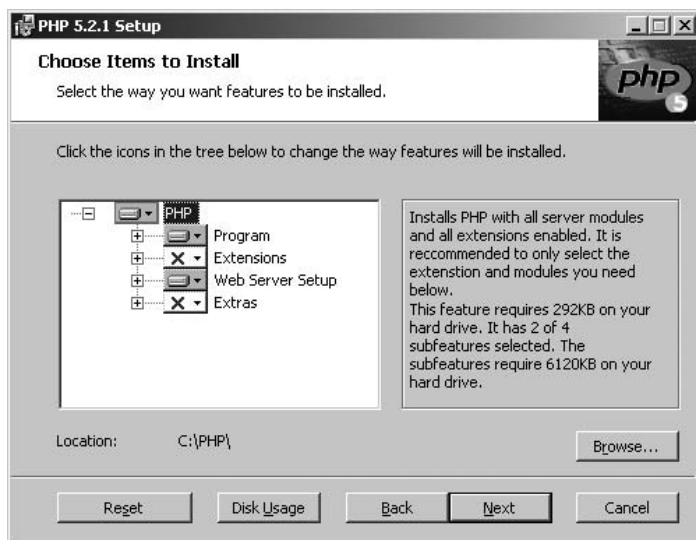 PHP 5.2.1 Setup
Choose Items to Install
Select the way you want features to be installed.
php
5
Click the icons in the tree below to change the way features will be installed.
PHP
Program
Extensions
Web Server Setup
Extras
Installs PHP with all server modules
and all extensions enabled. It is
reccommended to only select the
extenstion and modules you need
below.
This feature requires 292KB on your
hard drive. It has 2 of 4
subfeatures selected. The
subfeatures require 6120KB on your
hard drive.
Location: C:\PHP\
Browse...
Reset Disk Usage Back Next Cancel